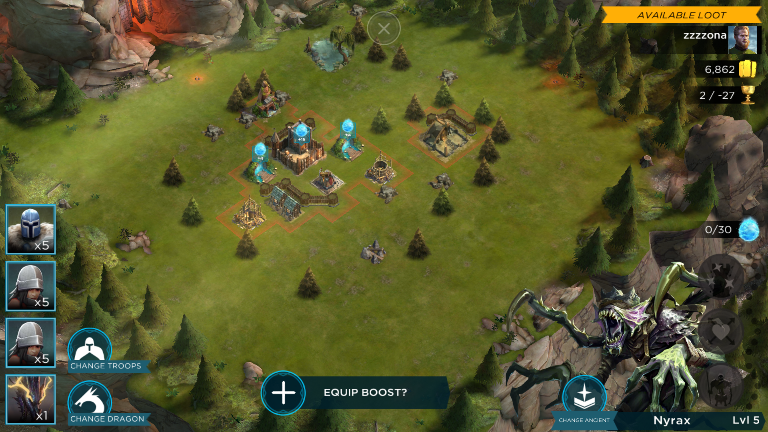 AVAILABLE LOOT
zzzzona
6,862
2 / -27
0/30
x5
x5
x5
x1
CHANGE TROOPS
CHANGE DRAGON
EQUIP BOOST?
CHANGE ANCIENT
Nyrax
Lvl 5